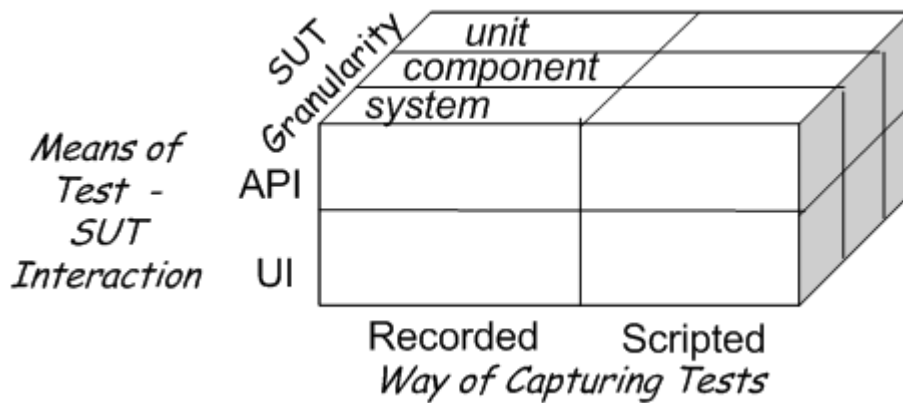 SUT
Granularity
unit
component
system
Means of
Test -
SUT
Interaction
API
UI
Recorded
Scripted
Way of Capturing Tests